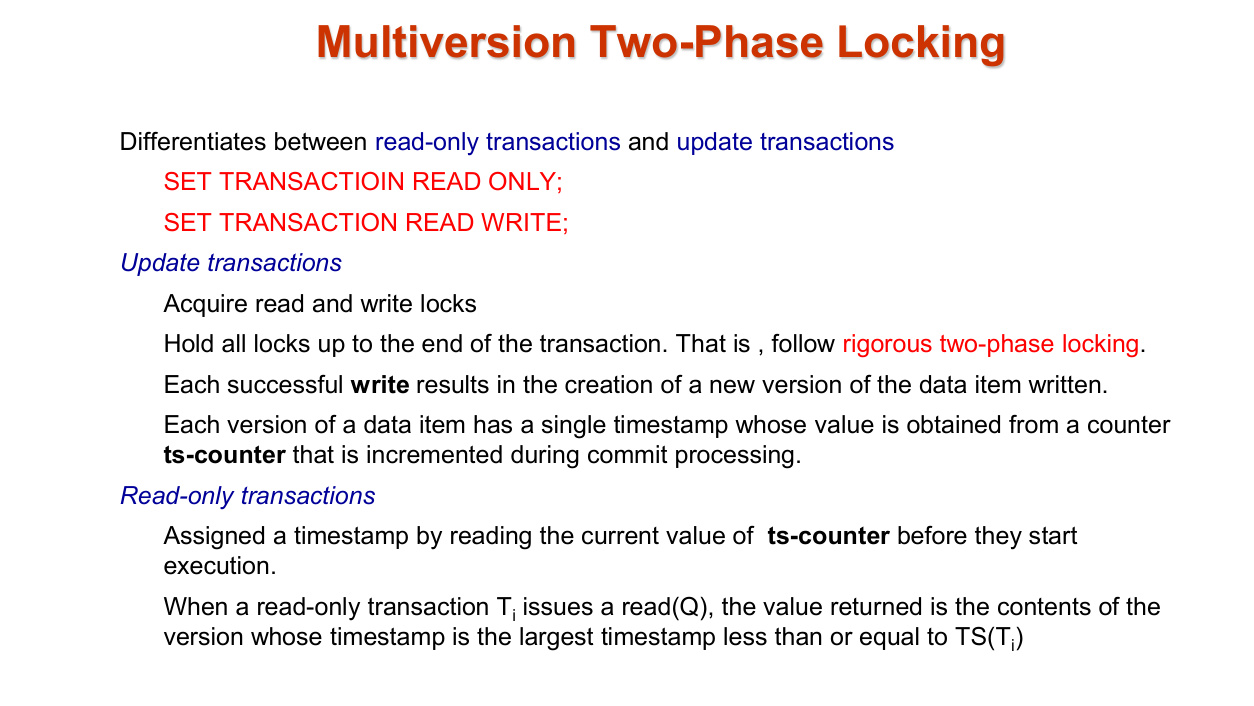 Multiversion Two-Phase Locking
Differentiates between read-only transactions and update transactions
SET TRANSACTIOIN READ ONLY;
SET TRANSACTION READ WRITE;
Update transactions
Acquire read and write locks
Hold all locks up to the end of the transaction. That is , follow rigorous two-phase locking.
Each successful write results in the creation of a new version of the data item written.
Each version of a data item has a single timestamp whose value is obtained from a counter
ts-counter that is incremented during commit processing.
Read-only transactions
Assigned a timestamp by reading the current value of ts-counter before they start
execution.
When a read-only transaction Ti issues a read(Q), the value returned is the contents of the
version whose timestamp is the largest timestamp less than or equal to TS(Ti)